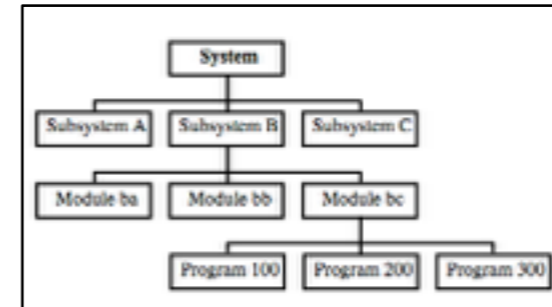 System
Subsystem A Subsystem B Subsystem C
Module ba Module bb Module bc
Program 100 Program 200 Program 300